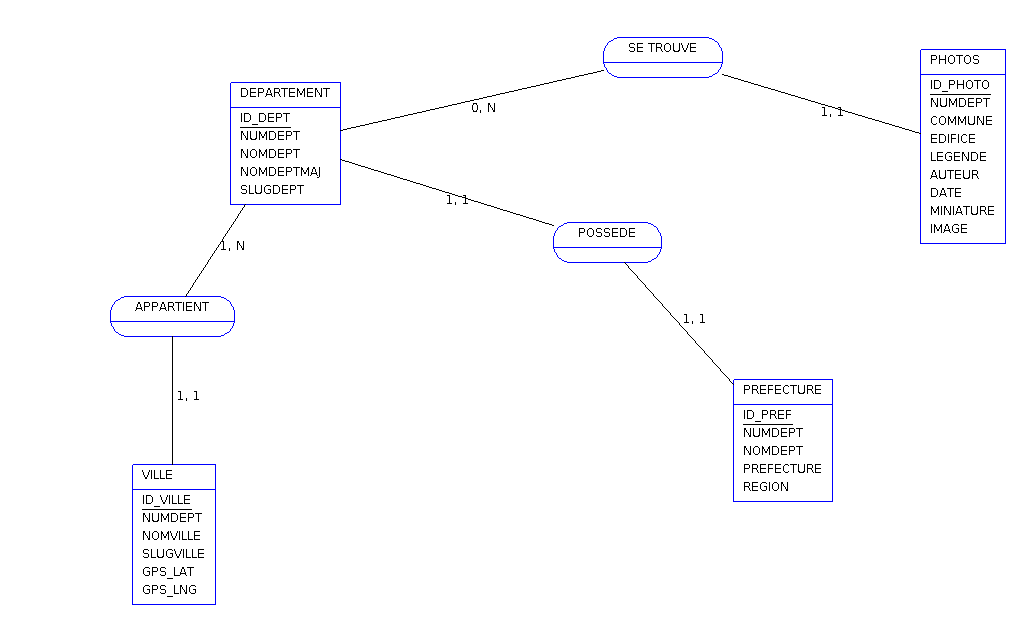 SE TROUVE
PHOTOS
ID_PHOTO
NUMDEPT
COMMUNE
EDIFICE
LEGENDE
AUTEUR
DATE
MINIATURE
IMAGE
DEPARTEMENT
ID_DEPT
NUMDEPT
NOMDEPT
NOMDEPTMAJ
SLUGDEPT
0, N
1, 1
1, 1
POSSEDE
1, N
APPARTIENT
1, 1
1, 1
PREFECTURE
ID_PREF
NUMDEPT
NOMDEPT
PREFECTURE
REGION
VILLE
ID_VILLE
NUMDEPT
NOMVILLE
SLUGVILLE
GPS_LAT
GPS_LNG